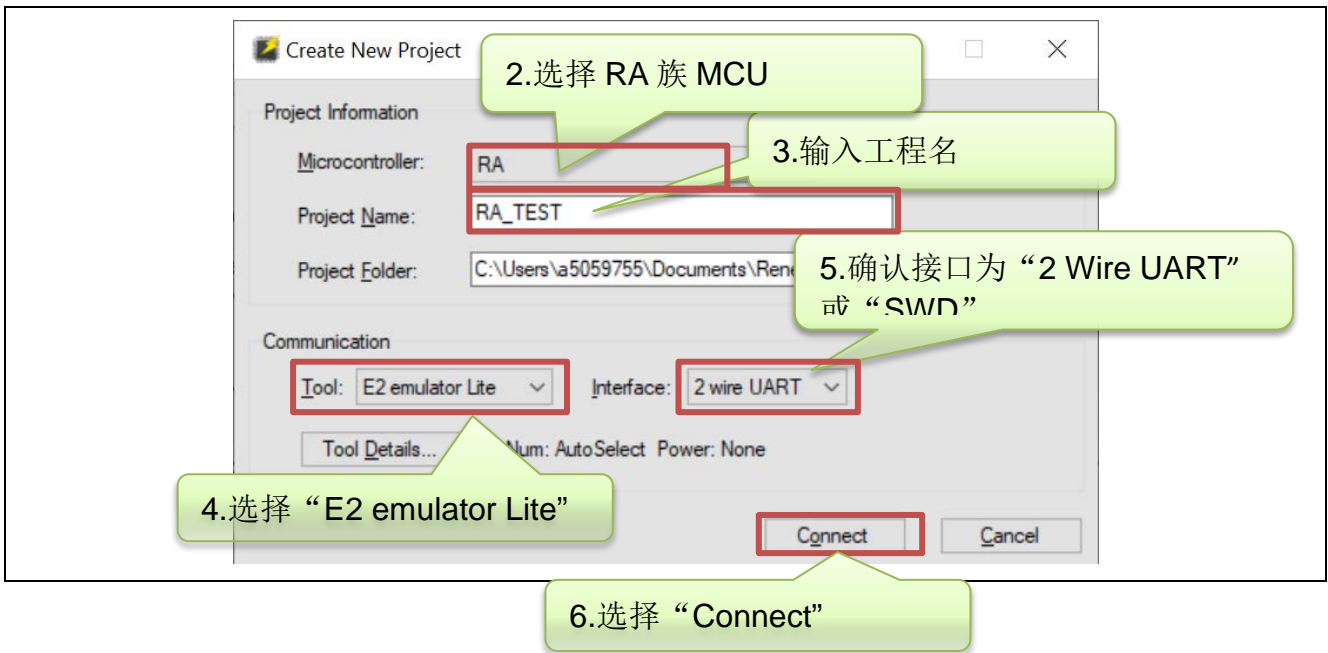 Create New Project
2.选择 RA 族 MCU
Project Information
Microcontroller:
RA
3.输入工程名
Project Name:
RA_TEST
Project Folder:
C:\Users\a5059755\Documents\Rene
5.确认接口为“2 Wire UART”
或“SWD”
Communication
Tool:
E2 emulator Lite
Interface:
2 wire UART
Tool Details...
Num: AutoSelect Power: None
4.选择“E2 emulator Lite”
Connect
Cancel
6.选择“Connect”